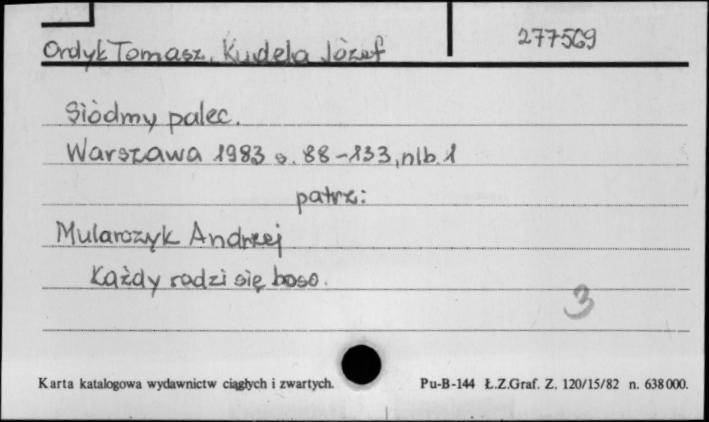 Ordyk Tomasz, Kudela Józef
277569
Siódmy palec.
Warszawa 1983 s. 88-133, nlb. 1
patrz:
Mularczyk Andrzej
Każdy rodzi się boso.
3
Karta katalogowa wydawnictw ciągłych i zwartych.
Pu-B-144 Ł.Z.Graf. Z. 120/15/82 n. 638000.